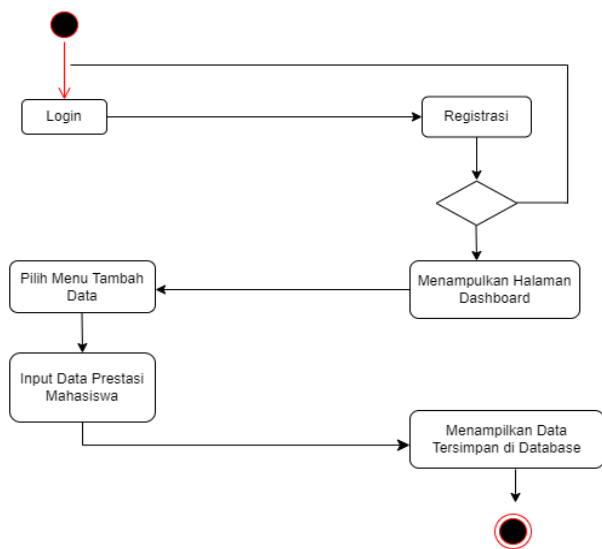 Login
Registrasi
Menampulkan Halaman
Dashboard
Pilih Menu Tambah
Data
Input Data Prestasi
Mahasiswa
Menampilkan Data
Tersimpan di Database